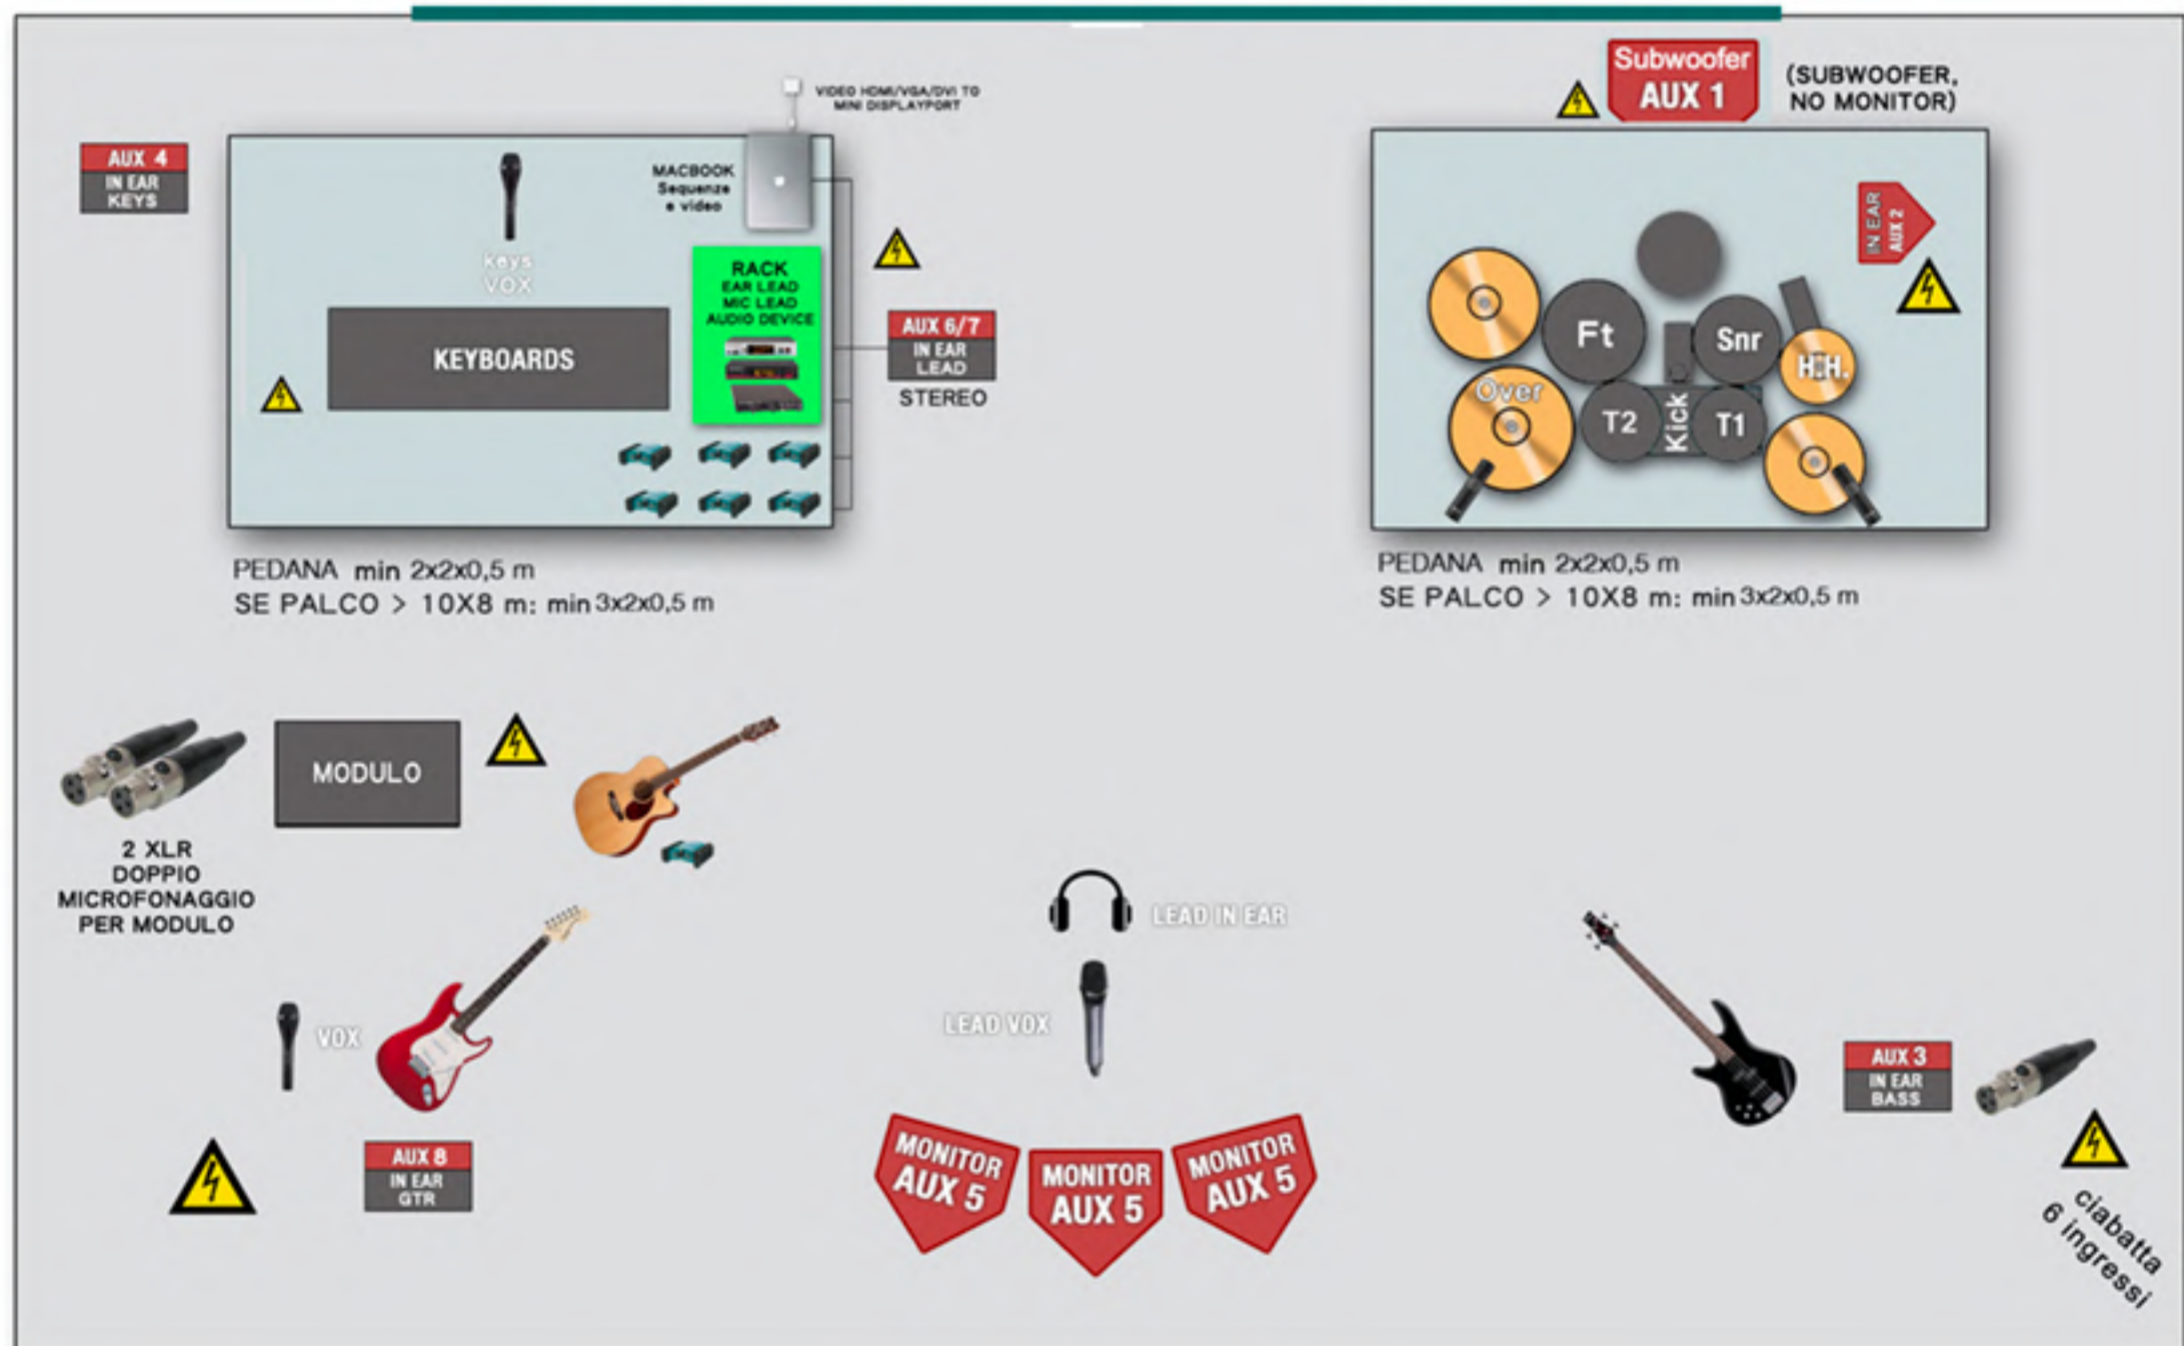 VIDEO HDMI/VGA/DVI TO
MINI DISPLAYPORT
Subwoofer
AUX 1
(SUBWOOFER,
NO MONITOR)
AUX 4
IN EAR
KEYS
MACBOOK
Sequenze
e video
keys
VOX
RACK
EAR LEAD
MIC LEAD
AUDIO DEVICE
KEYBOARDS
AUX 6/7
IN EAR
LEAD
STEREO
IN EAR
AUX 2
Ft
Snr
H.H.
Over
T2
Kick
T1
PEDANA min 2x2x0,5 m
SE PALCO > 10X8 m: min 3x2x0,5 m
PEDANA min 2x2x0,5 m
SE PALCO > 10X8 m: min 3x2x0,5 m
MODULO
2 XLR
DOPPIO
MICROFONAGGIO
PER MODULO
LEAD IN EAR
VOX
LEAD VOX
AUX 3
IN EAR
BASS
AUX 8
IN EAR
GTR
MONITOR
AUX 5
MONITOR
AUX 5
MONITOR
AUX 5
ciabatta
6 ingressi